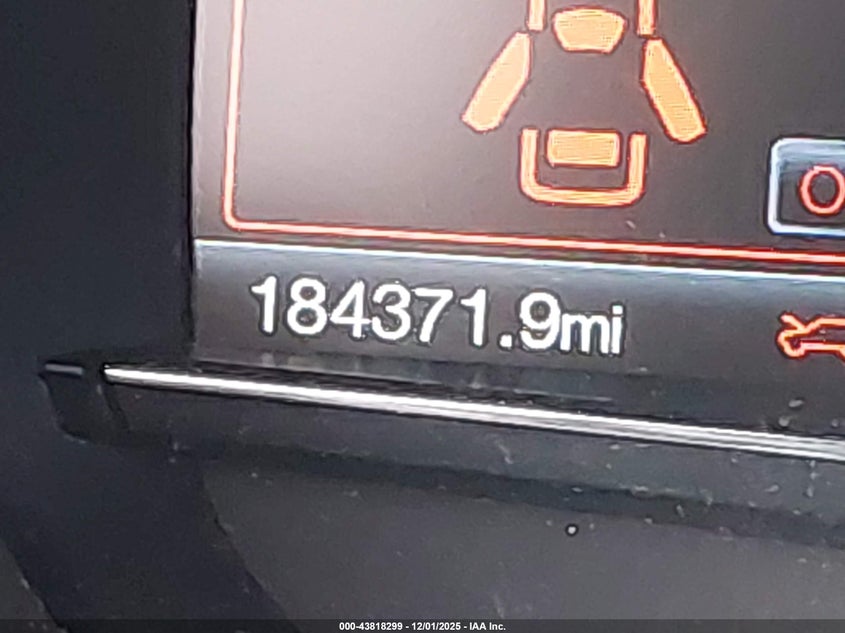 184371.9mi
000-43818299 - 12/01/2025 - IAA Inc.